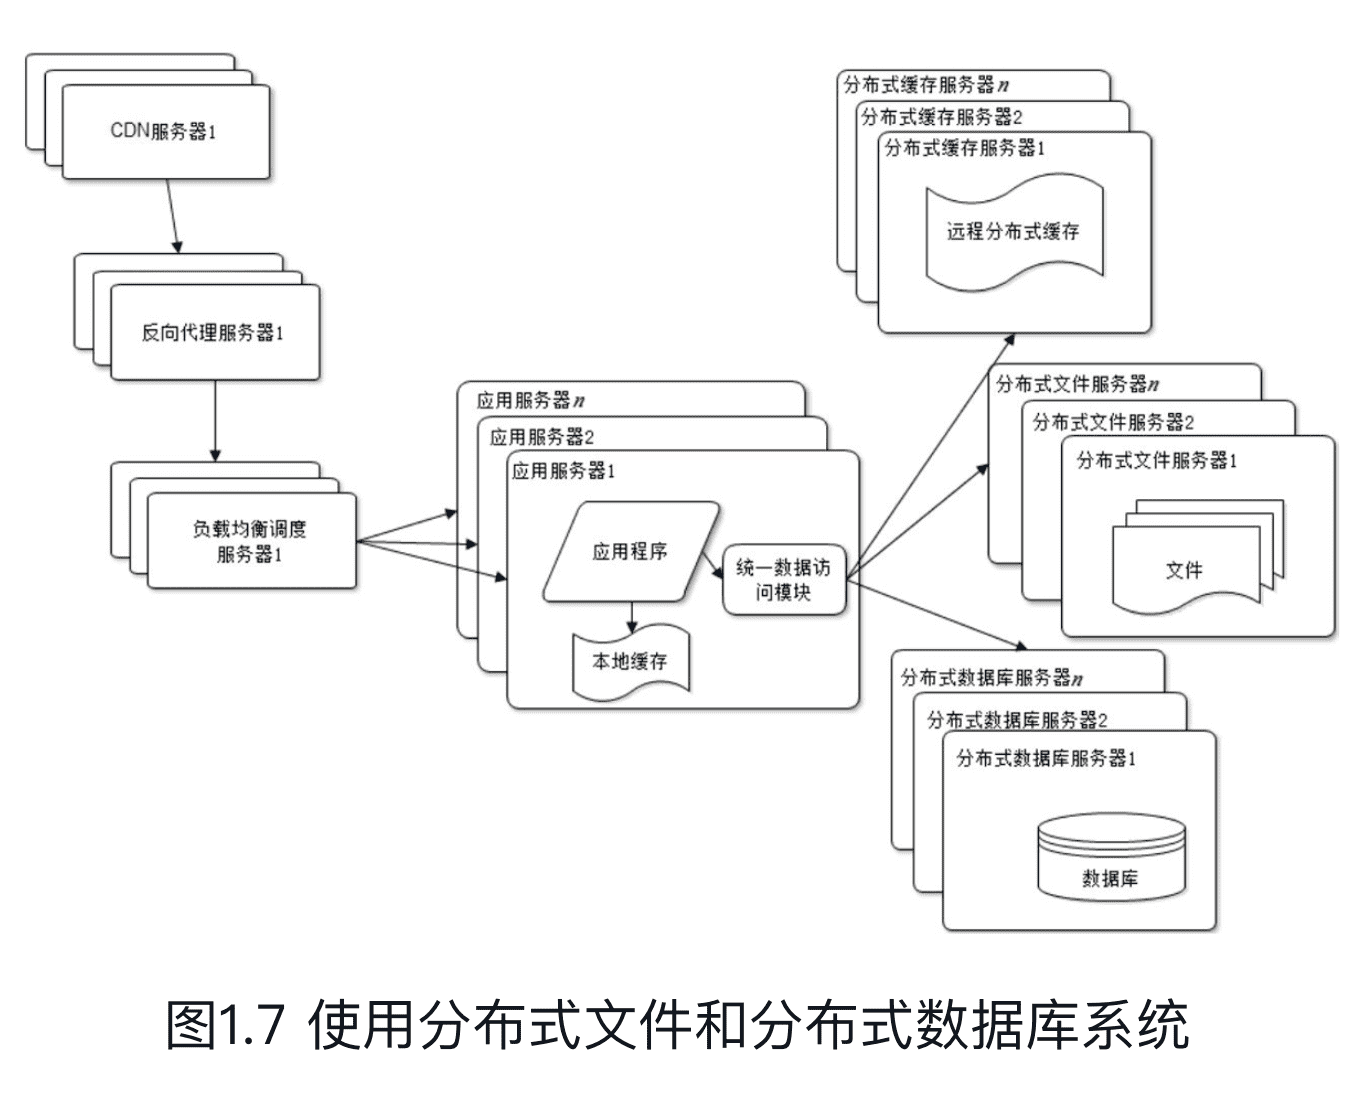 CDN服务器1
反向代理服务器1
负载均衡调度
服务器1
应用服务器n
应用服务器2
应用服务器1
应用程序
统一数据访
问模块
本地缓存
分布式缓存服务器n
分布式缓存服务器2
分布式缓存服务器1
远程分布式缓存
分布式文件服务器n
分布式文件服务器2
分布式文件服务器1
文件
分布式数据库服务器n
分布式数据库服务器2
分布式数据库服务器1
数据库
图1.7 使用分布式文件和分布式数据库系统